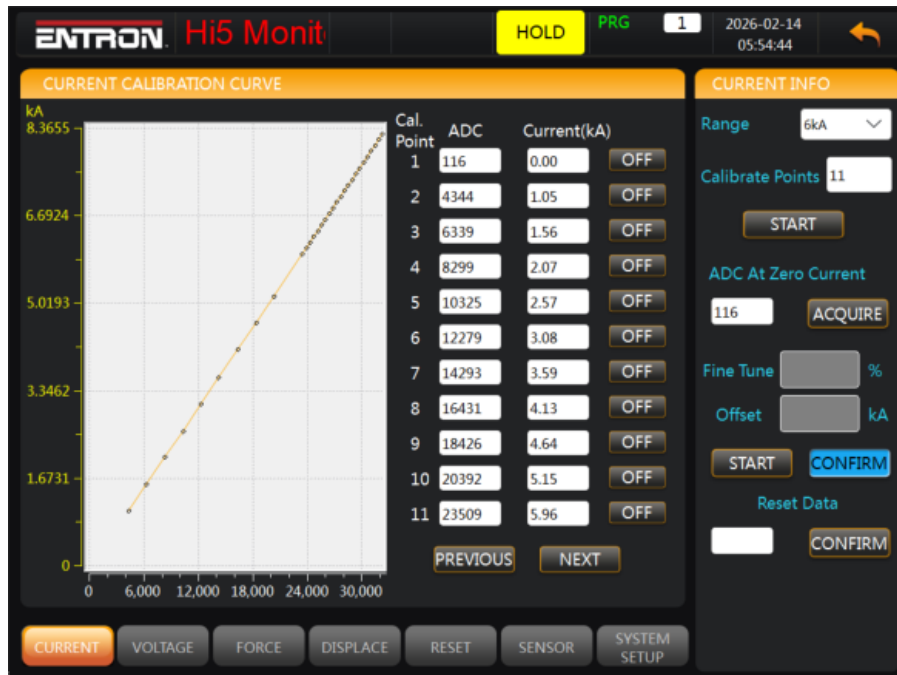 ENTRON Hi5 Monit HOLD PRG 1 2026-02-14
05:54:44
CURRENT CALIBRATION CURVE
kA
8.3655
6.6924
5.0193
3.3462
1.6731
0
0 6,000 12,000 18,000 24,000 30,000
Cal.
Point ADC Current(kA)
1 116 0.00 OFF
2 4344 1.05 OFF
3 6339 1.56 OFF
4 8299 2.07 OFF
5 10325 2.57 OFF
6 12279 3.08 OFF
7 14293 3.59 OFF
8 16431 4.13 OFF
9 18426 4.64 OFF
10 20392 5.15 OFF
11 23509 5.96 OFF
PREVIOUS NEXT
CURRENT INFO
Range 6kA
Calibrate Points 11
START
ADC At Zero Current
116 ACQUIRE
Fine Tune %
Offset kA
START CONFIRM
Reset Data
CONFIRM
CURRENT VOLTAGE FORCE DISPLACE RESET SENSOR SYSTEM
SETUP